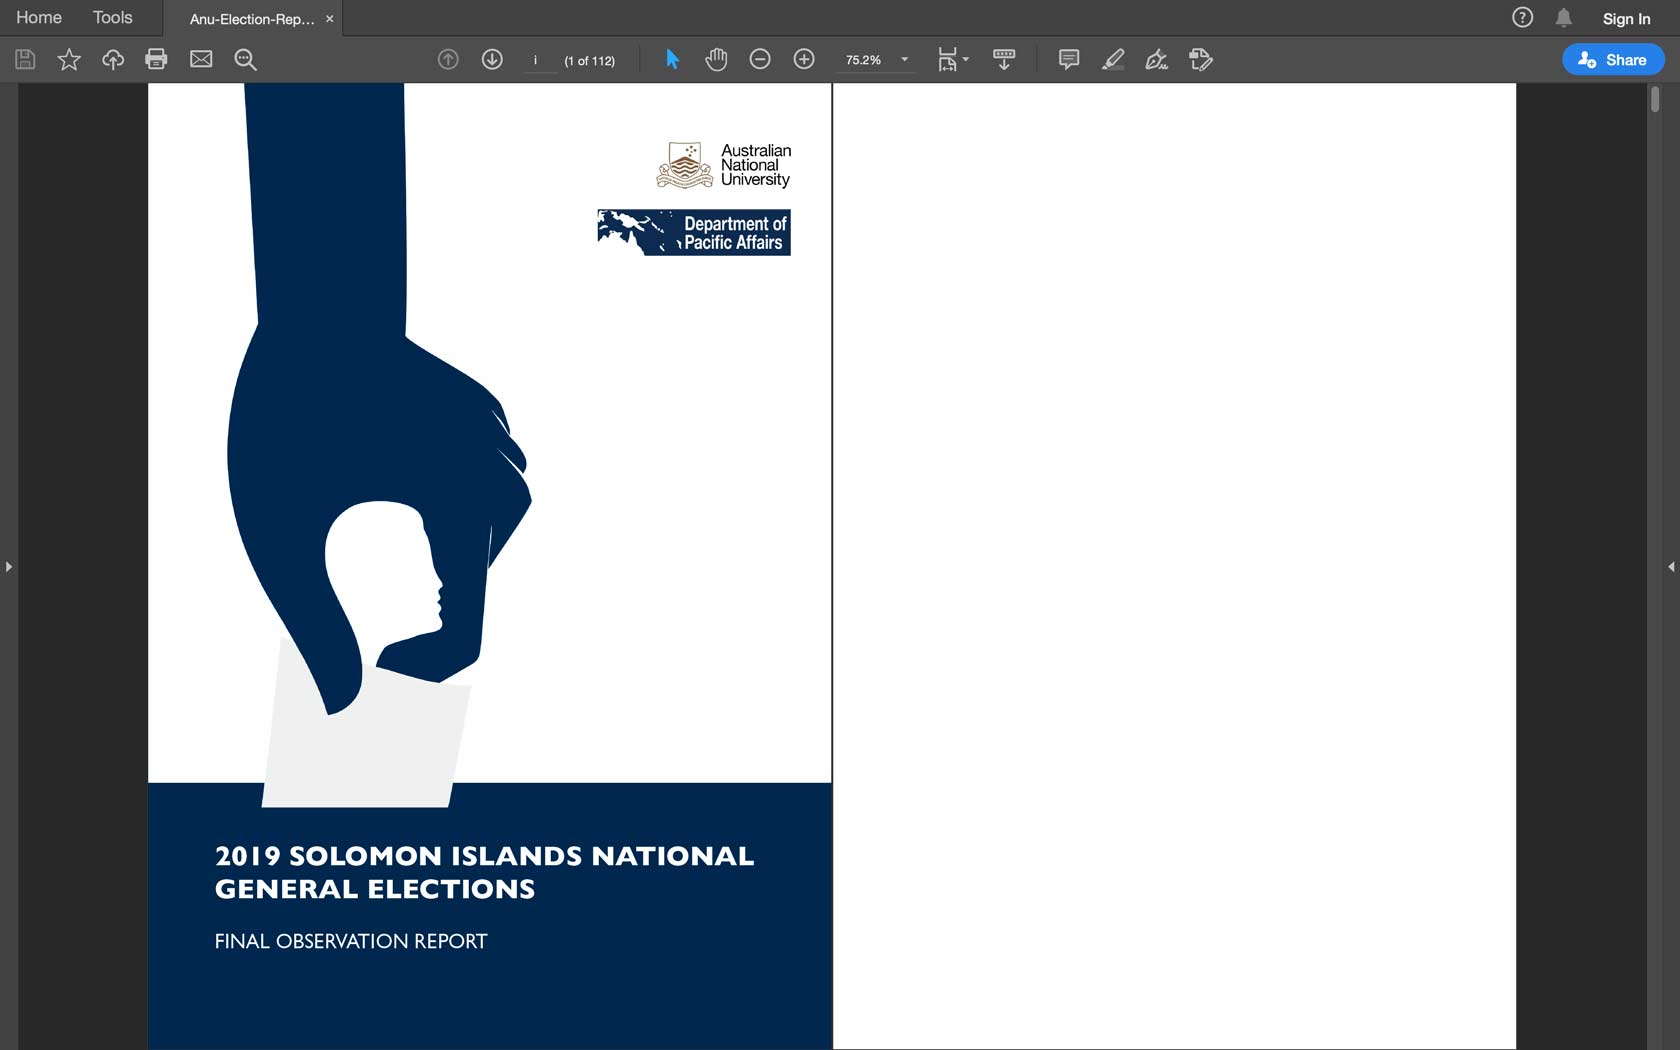 Home
Tools
Anu-Election-Rep... ×
Sign In
i
(1 of 112)
75.2%
Share
Australian
National
University
Department of
Pacific Affairs
2019 SOLOMON ISLANDS NATIONAL
GENERAL ELECTIONS
FINAL OBSERVATION REPORT